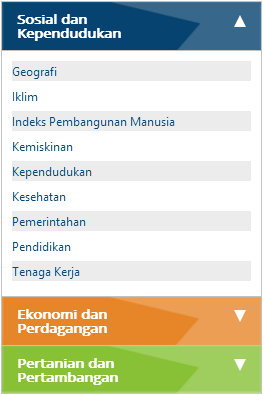 Sosial dan
Kependudukan
Geografi
Iklim
Indeks Pembangunan Manusia
Kemiskinan
Kependudukan
Kesehatan
Pemerintahan
Pendidikan
Tenaga Kerja
Ekonomi dan
Perdagangan
Pertanian dan
Pertambangan